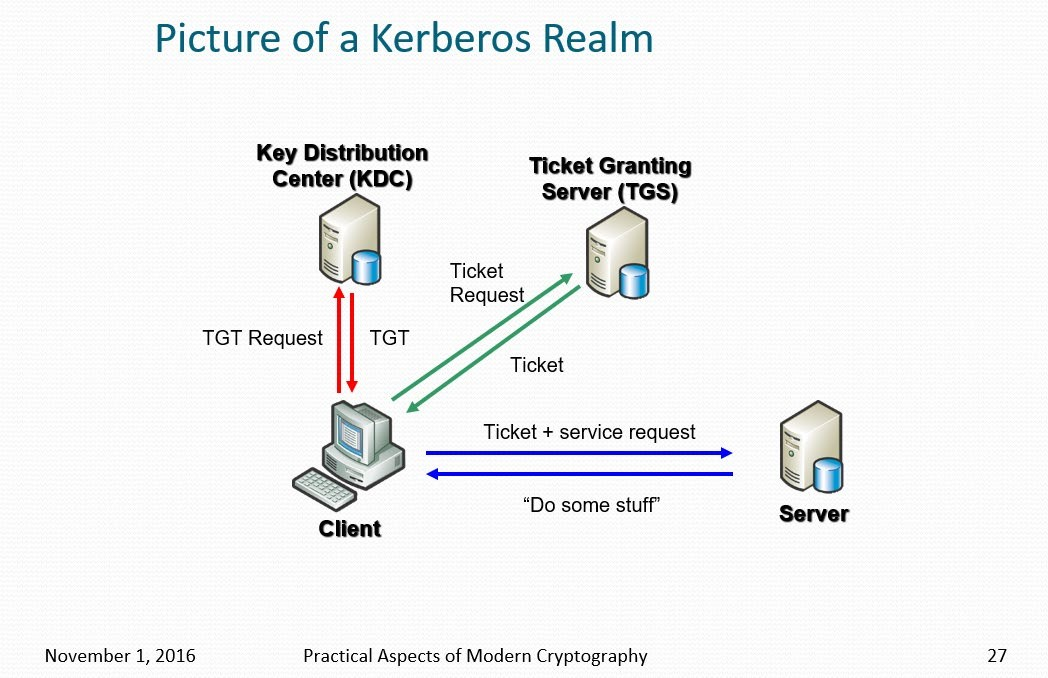 Picture of a Kerberos Realm
Key Distribution
Center (KDC)
Ticket Granting
Server (TGS)
Ticket
Request
TGT Request
TGT
Ticket
Ticket + service request
“Do some stuff”
Client
Server
November 1, 2016
Practical Aspects of Modern Cryptography
27